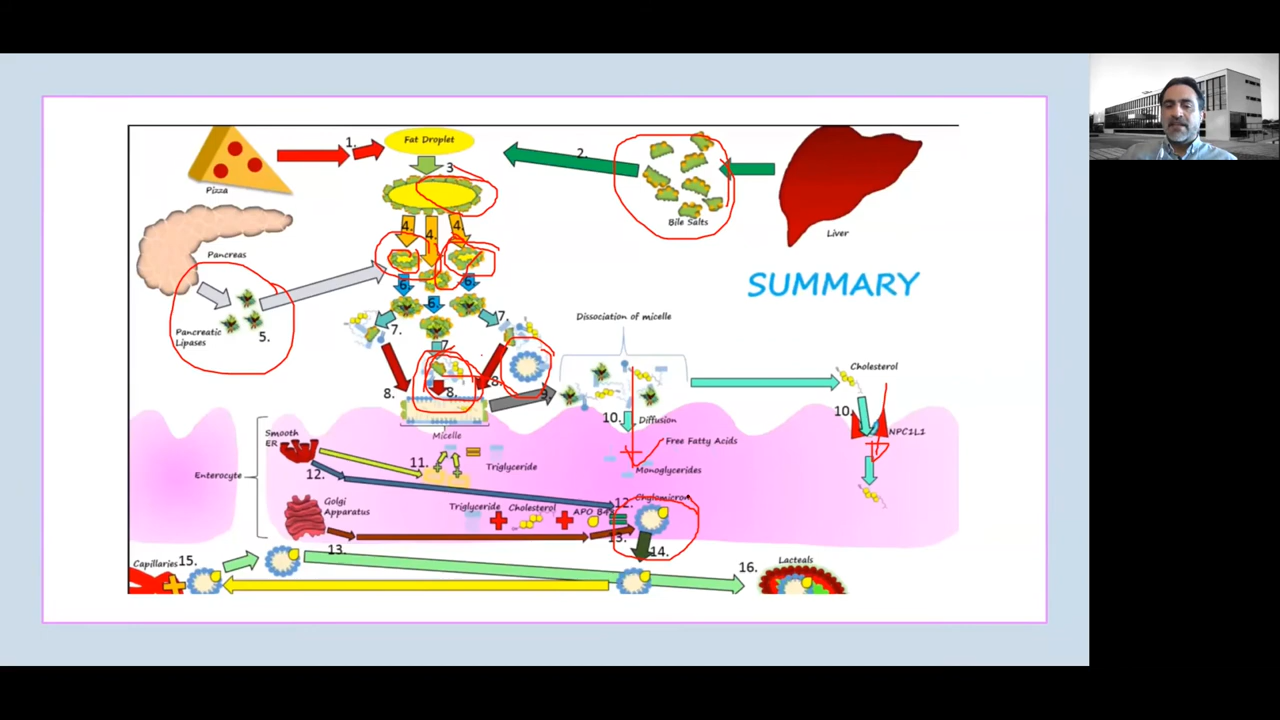 1.
Fat Droplet
2.
3
Pizza
Bile Salts
Liver
4.
4.
4.
Pancreas
SUMMARY
6.
6.
6.
Pancreatic
Lipases
5.
7.
7.
7
Dissociation of micelle
Cholesterol
8.
8.
8.
9.
10.
Diffusion
10.
NPC1L1
Micelle
Smooth
ER
Free Fatty Acids
11.
Triglyceride
Monoglycerides
Enterocyte
12.
Golgi
Apparatus
Triglyceride
Cholesterol
APO B48
12.
Chylomicron
13.
13.
14.
Capillaries
15.
16.
Lacteals